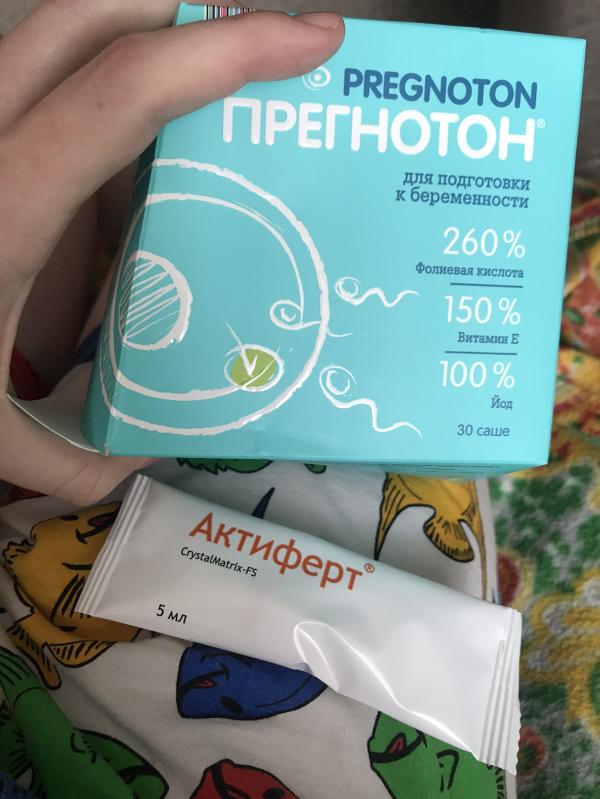 PREGNOTON
ПРЕГНОТОН®
для подготовки
к беременности
260%
Фолиевая кислота
150%
Витамин Е
100%
Йод
30 саше
Актиферт®
CrystalMatrix-FS
5 мл